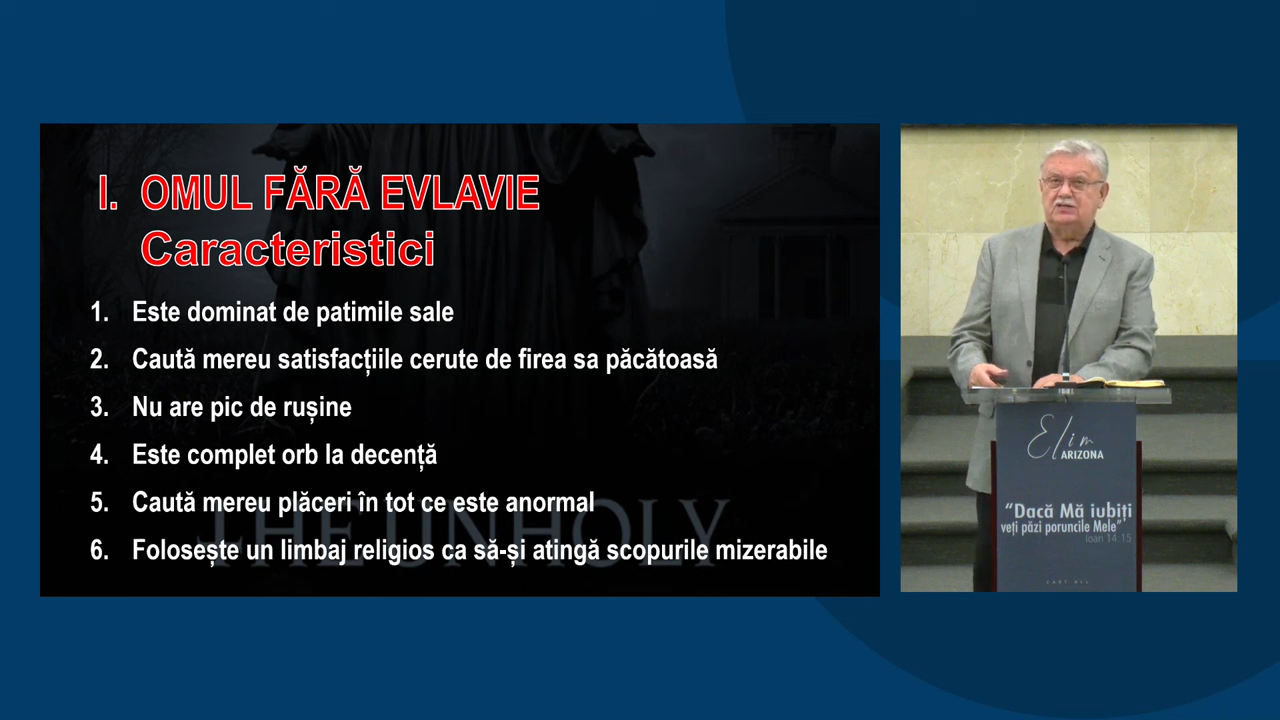 I. OMUL FĂRĂ EVLAVIE
Caracteristici
1. Este dominat de patimile sale
2. Caută mereu satisfacțiile cerute de firea sa păcătoasă
3. Nu are pic de rușine
4. Este complet orb la decență
5. Caută mereu plăceri în tot ce este anormal
6. Folosește un limbaj religios ca să-și atingă scopurile mizerabile
THE UNHOLY
Elim
ARIZONA
“Dacă Mă iubiți
veți păzi poruncile Mele”
Ioan 14:15